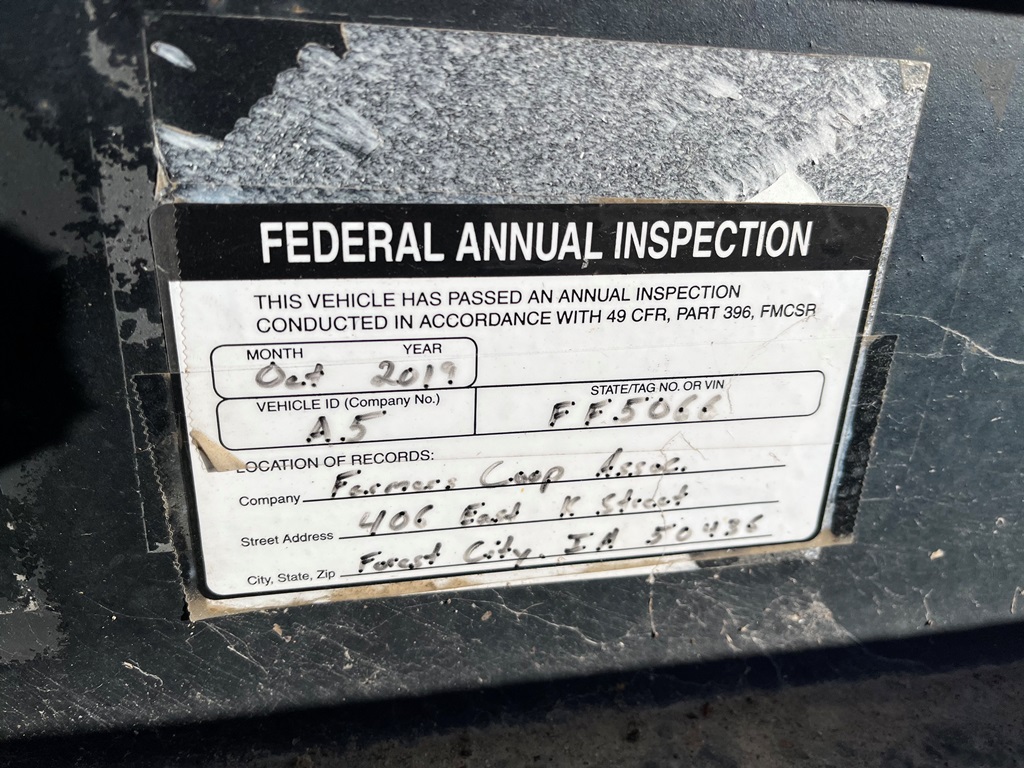 FEDERAL ANNUAL INSPECTION
THIS VEHICLE HAS PASSED AN ANNUAL INSPECTION
CONDUCTED IN ACCORDANCE WITH 49 CFR, PART 396, FMCSR
MONTH YEAR
Oct 2019
VEHICLE ID (Company No.) STATE/TAG NO. OR VIN
A.5 FF5066
LOCATION OF RECORDS:
Company Farmers Coop Assoc.
Street Address 406 East K Street
City, State, Zip Forest City, IA 50436